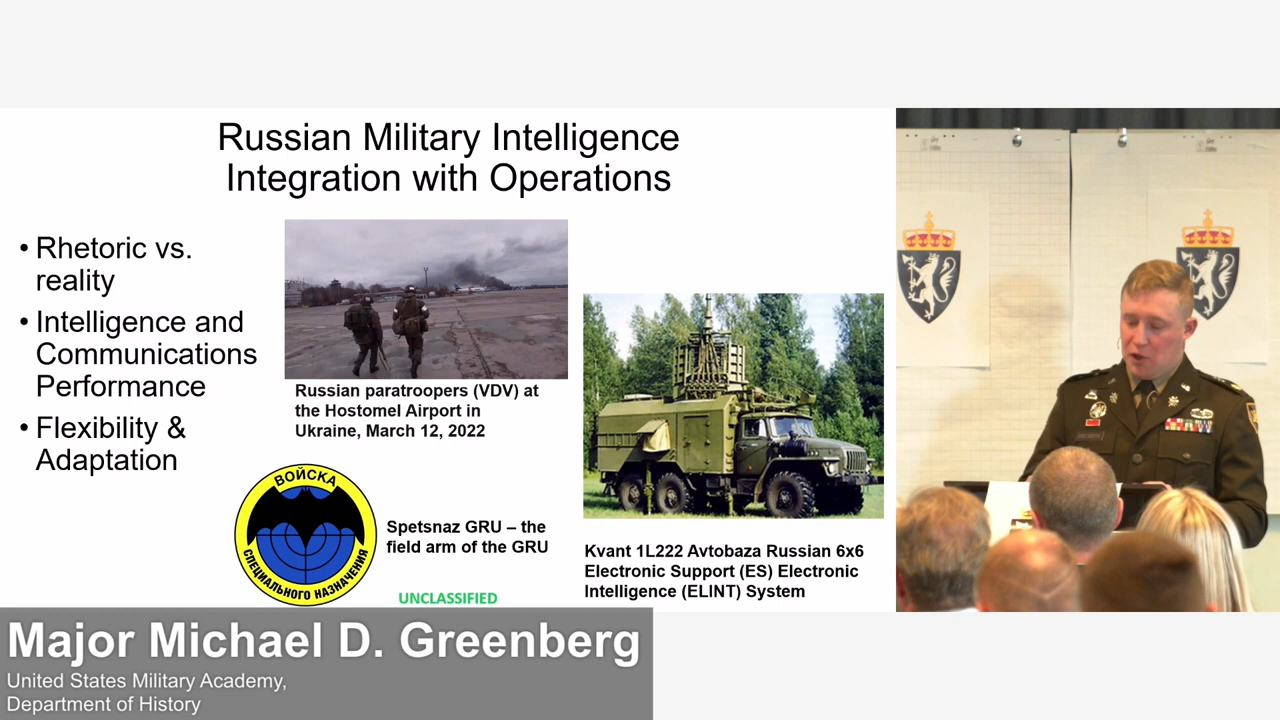 Russian Military Intelligence
Integration with Operations
• Rhetoric vs.
reality
• Intelligence and
Communications
Performance
• Flexibility &
Adaptation
Russian paratroopers (VDV) at
the Hostomel Airport in
Ukraine, March 12, 2022
ВОЙСКА
СПЕЦИАЛЬНОГО НАЗНАЧЕНИЯ
Spetsnaz GRU – the
field arm of the GRU
Kvant 1L222 Avtobaza Russian 6x6
Electronic Support (ES) Electronic
Intelligence (ELINT) System
UNCLASSIFIED
Major Michael D. Greenberg
United States Military Academy,
Department of History